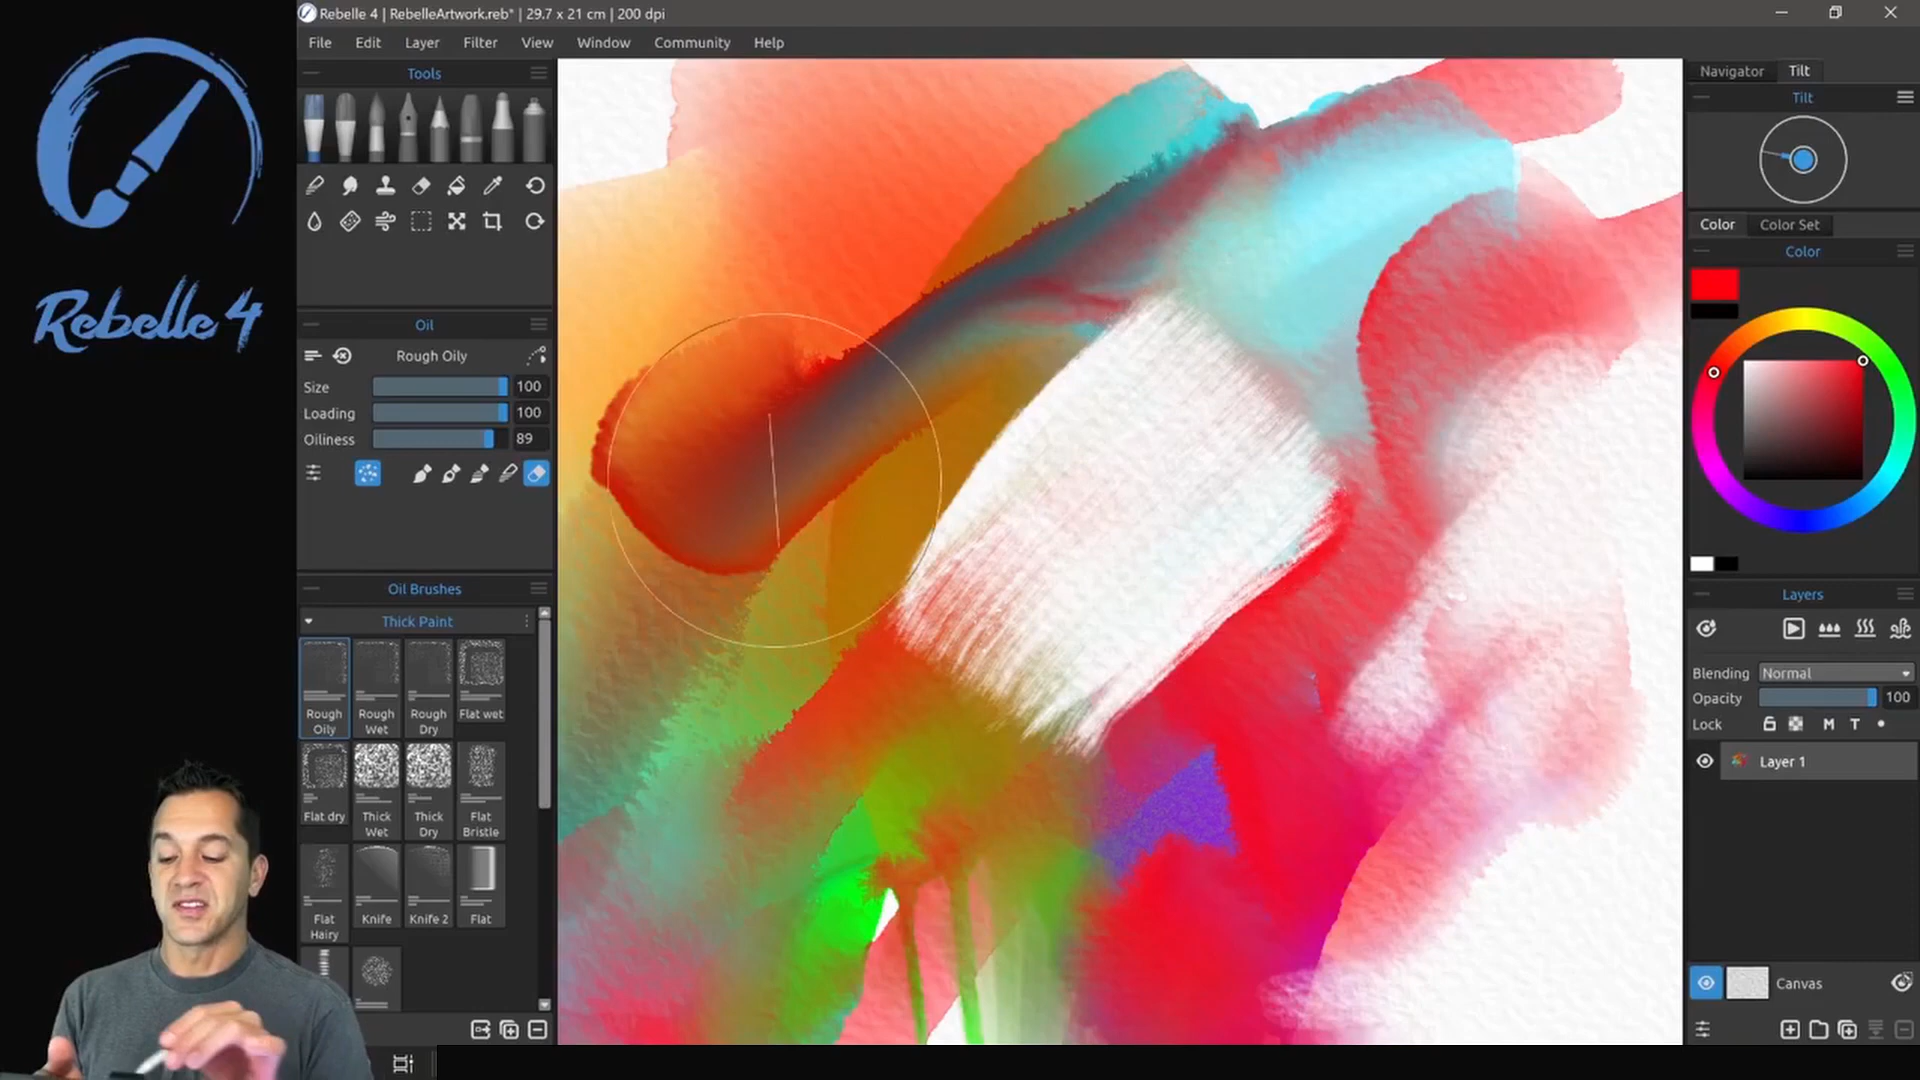 Rebelle 4
Rebelle 4 | RebelleArtwork.reb* | 29.7 x 21 cm | 200 dpi
File Edit Layer Filter View Window Community Help
Tools
Oil
Rough Oily
Size 100
Loading 100
Oiliness 89
Oil Brushes
Thick Paint
Rough Oily
Rough Wet
Rough Dry
Flat wet
Flat dry
Thick Wet
Thick Dry
Flat Bristle
Flat Hairy
Knife
Knife 2
Flat
Navigator Tilt
Tilt
Color Color Set
Color
Layers
Blending Normal
Opacity 100
Lock M T
Layer 1
Canvas